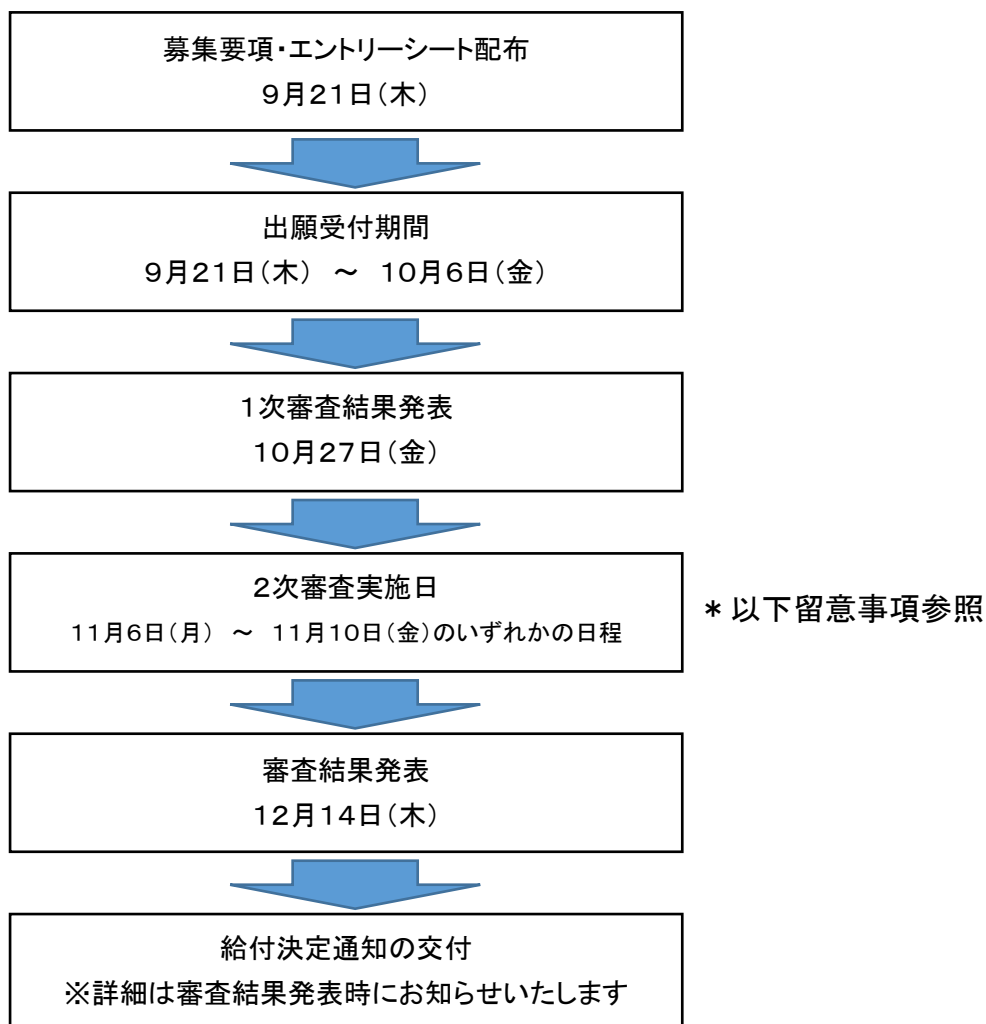 募集要項・エントリーシート配布
9月21日(木)
出願受付期間
9月21日(木) ~ 10月6日(金)
1次審査結果発表
10月27日(金)
2次審査実施日
11月6日(月) ~ 11月10日(金)のいずれかの日程
*以下留意事項参照
審査結果発表
12月14日(木)
給付決定通知の交付
※詳細は審査結果発表時にお知らせいたします